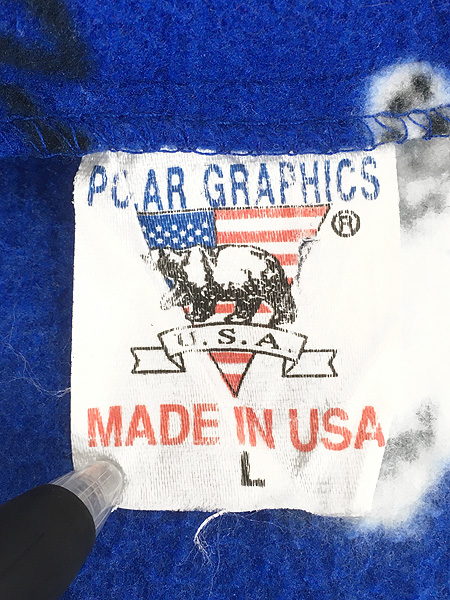 POLAR GRAPHICS
®
U.S.A.
MADE IN USA
L